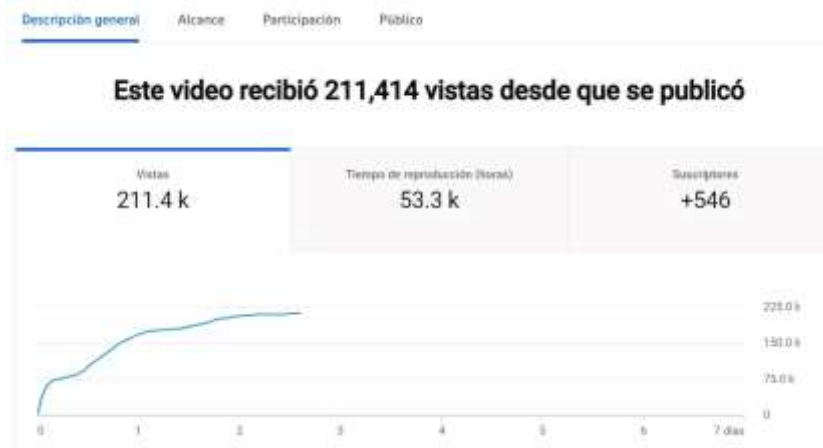 Descripción general Alcance Participación Público
Este video recibió 211,414 vistas desde que se publicó
Vistas Tiempo de reproducción (horas) Suscriptores
211.4 k 53.3 k +546
225.0 k
150.0 k
75.0 k
0
0 1 2 3 4 5 6 7 días